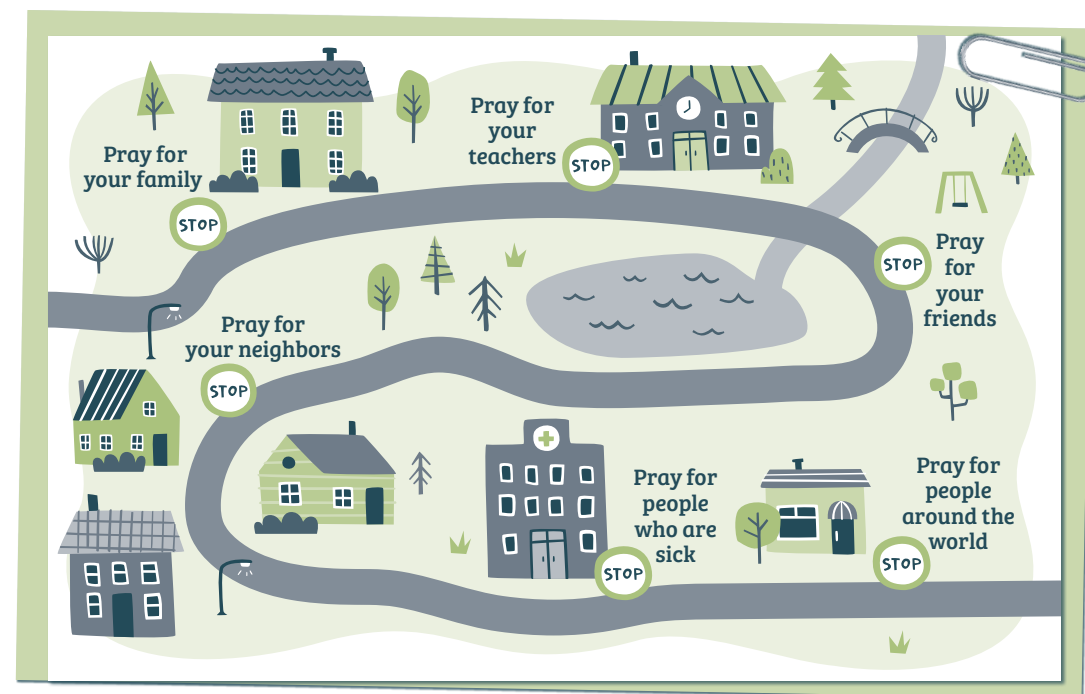 Pray for
your family
STOP
Pray for
your
teachers
STOP
STOP
Pray
for
your
friends
Pray for
your neighbors
STOP
Pray for
people
who are
sick
STOP
Pray for
people
around the
world
STOP